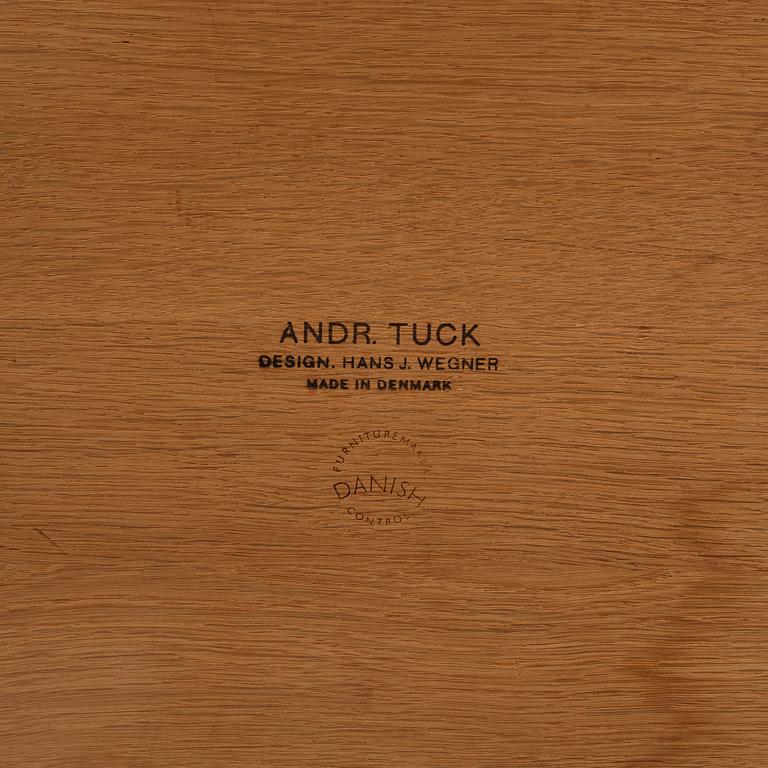 ANDR. TUCK
DESIGN. HANS J. WEGNER
MADE IN DENMARK
DANISH
CONTROL